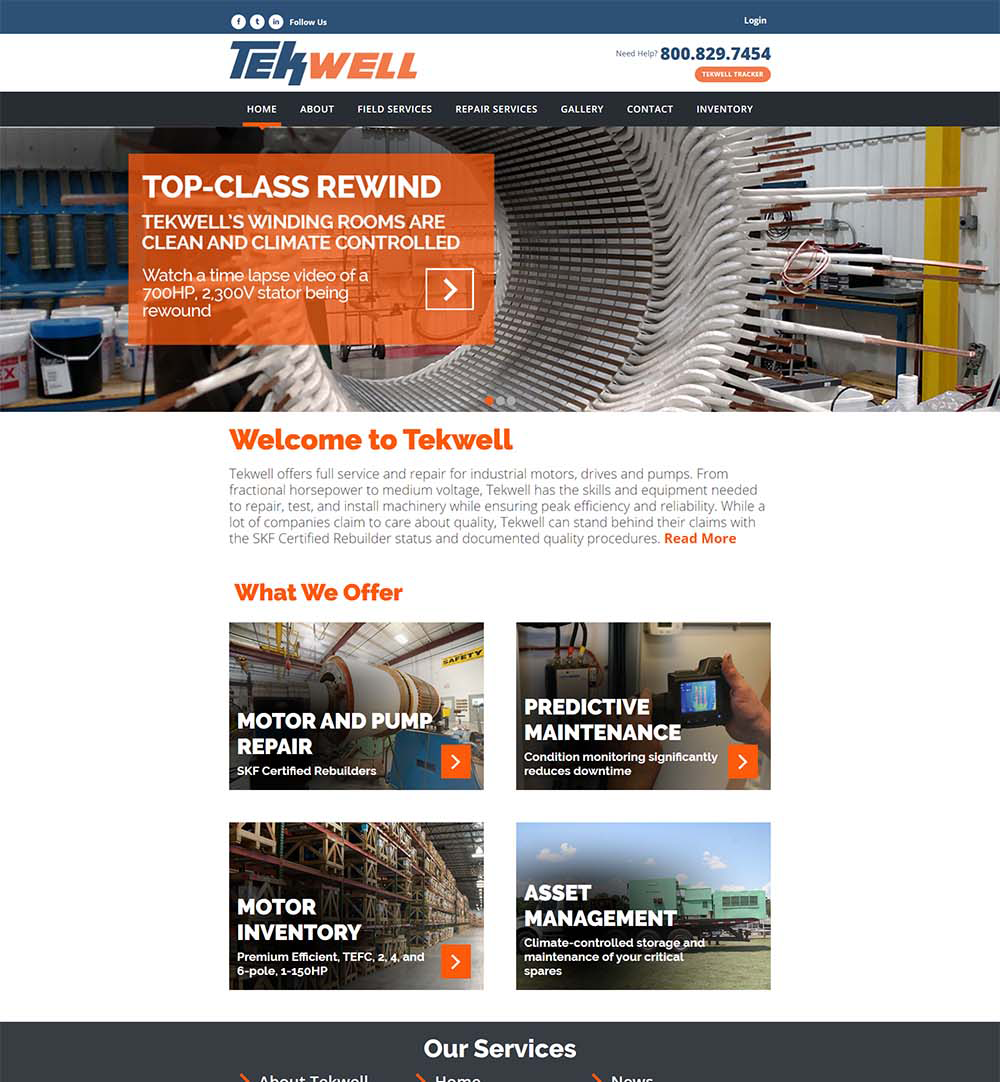 f t in Follow Us
Login
TEKWELL
Need Help? 800.829.7454
TEKWELL TRACKER
HOME ABOUT FIELD SERVICES REPAIR SERVICES GALLERY CONTACT INVENTORY
TOP-CLASS REWIND
TEKWELL'S WINDING ROOMS ARE
CLEAN AND CLIMATE CONTROLLED
Watch a time lapse video of a
700HP, 2,300V stator being
rewound
Welcome to Tekwell
Tekwell offers full service and repair for industrial motors, drives and pumps. From
fractional horsepower to medium voltage, Tekwell has the skills and equipment needed
to repair, test, and install machinery while ensuring peak efficiency and reliability. While a
lot of companies claim to care about quality, Tekwell can stand behind their claims with
the SKF Certified Rebuilder status and documented quality procedures. Read More
What We Offer
SAFETY
MOTOR AND PUMP
REPAIR
SKF Certified Rebuilders
PREDICTIVE
MAINTENANCE
Condition monitoring significantly
reduces downtime
MOTOR
INVENTORY
Premium Efficient, TEFC, 2, 4, and
6-pole, 1-150HP
ASSET
MANAGEMENT
Climate-controlled storage and
maintenance of your critical
spares
Our Services
About Tekwell Home News